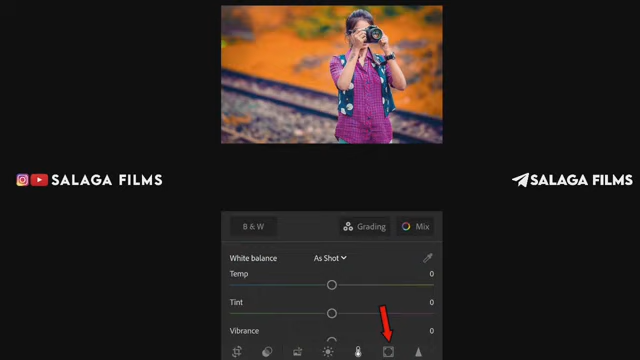 SALAGA FILMS
SALAGA FILMS
B & W
Grading
Mix
White balance
As Shot
Temp
0
Tint
0
Vibrance
0